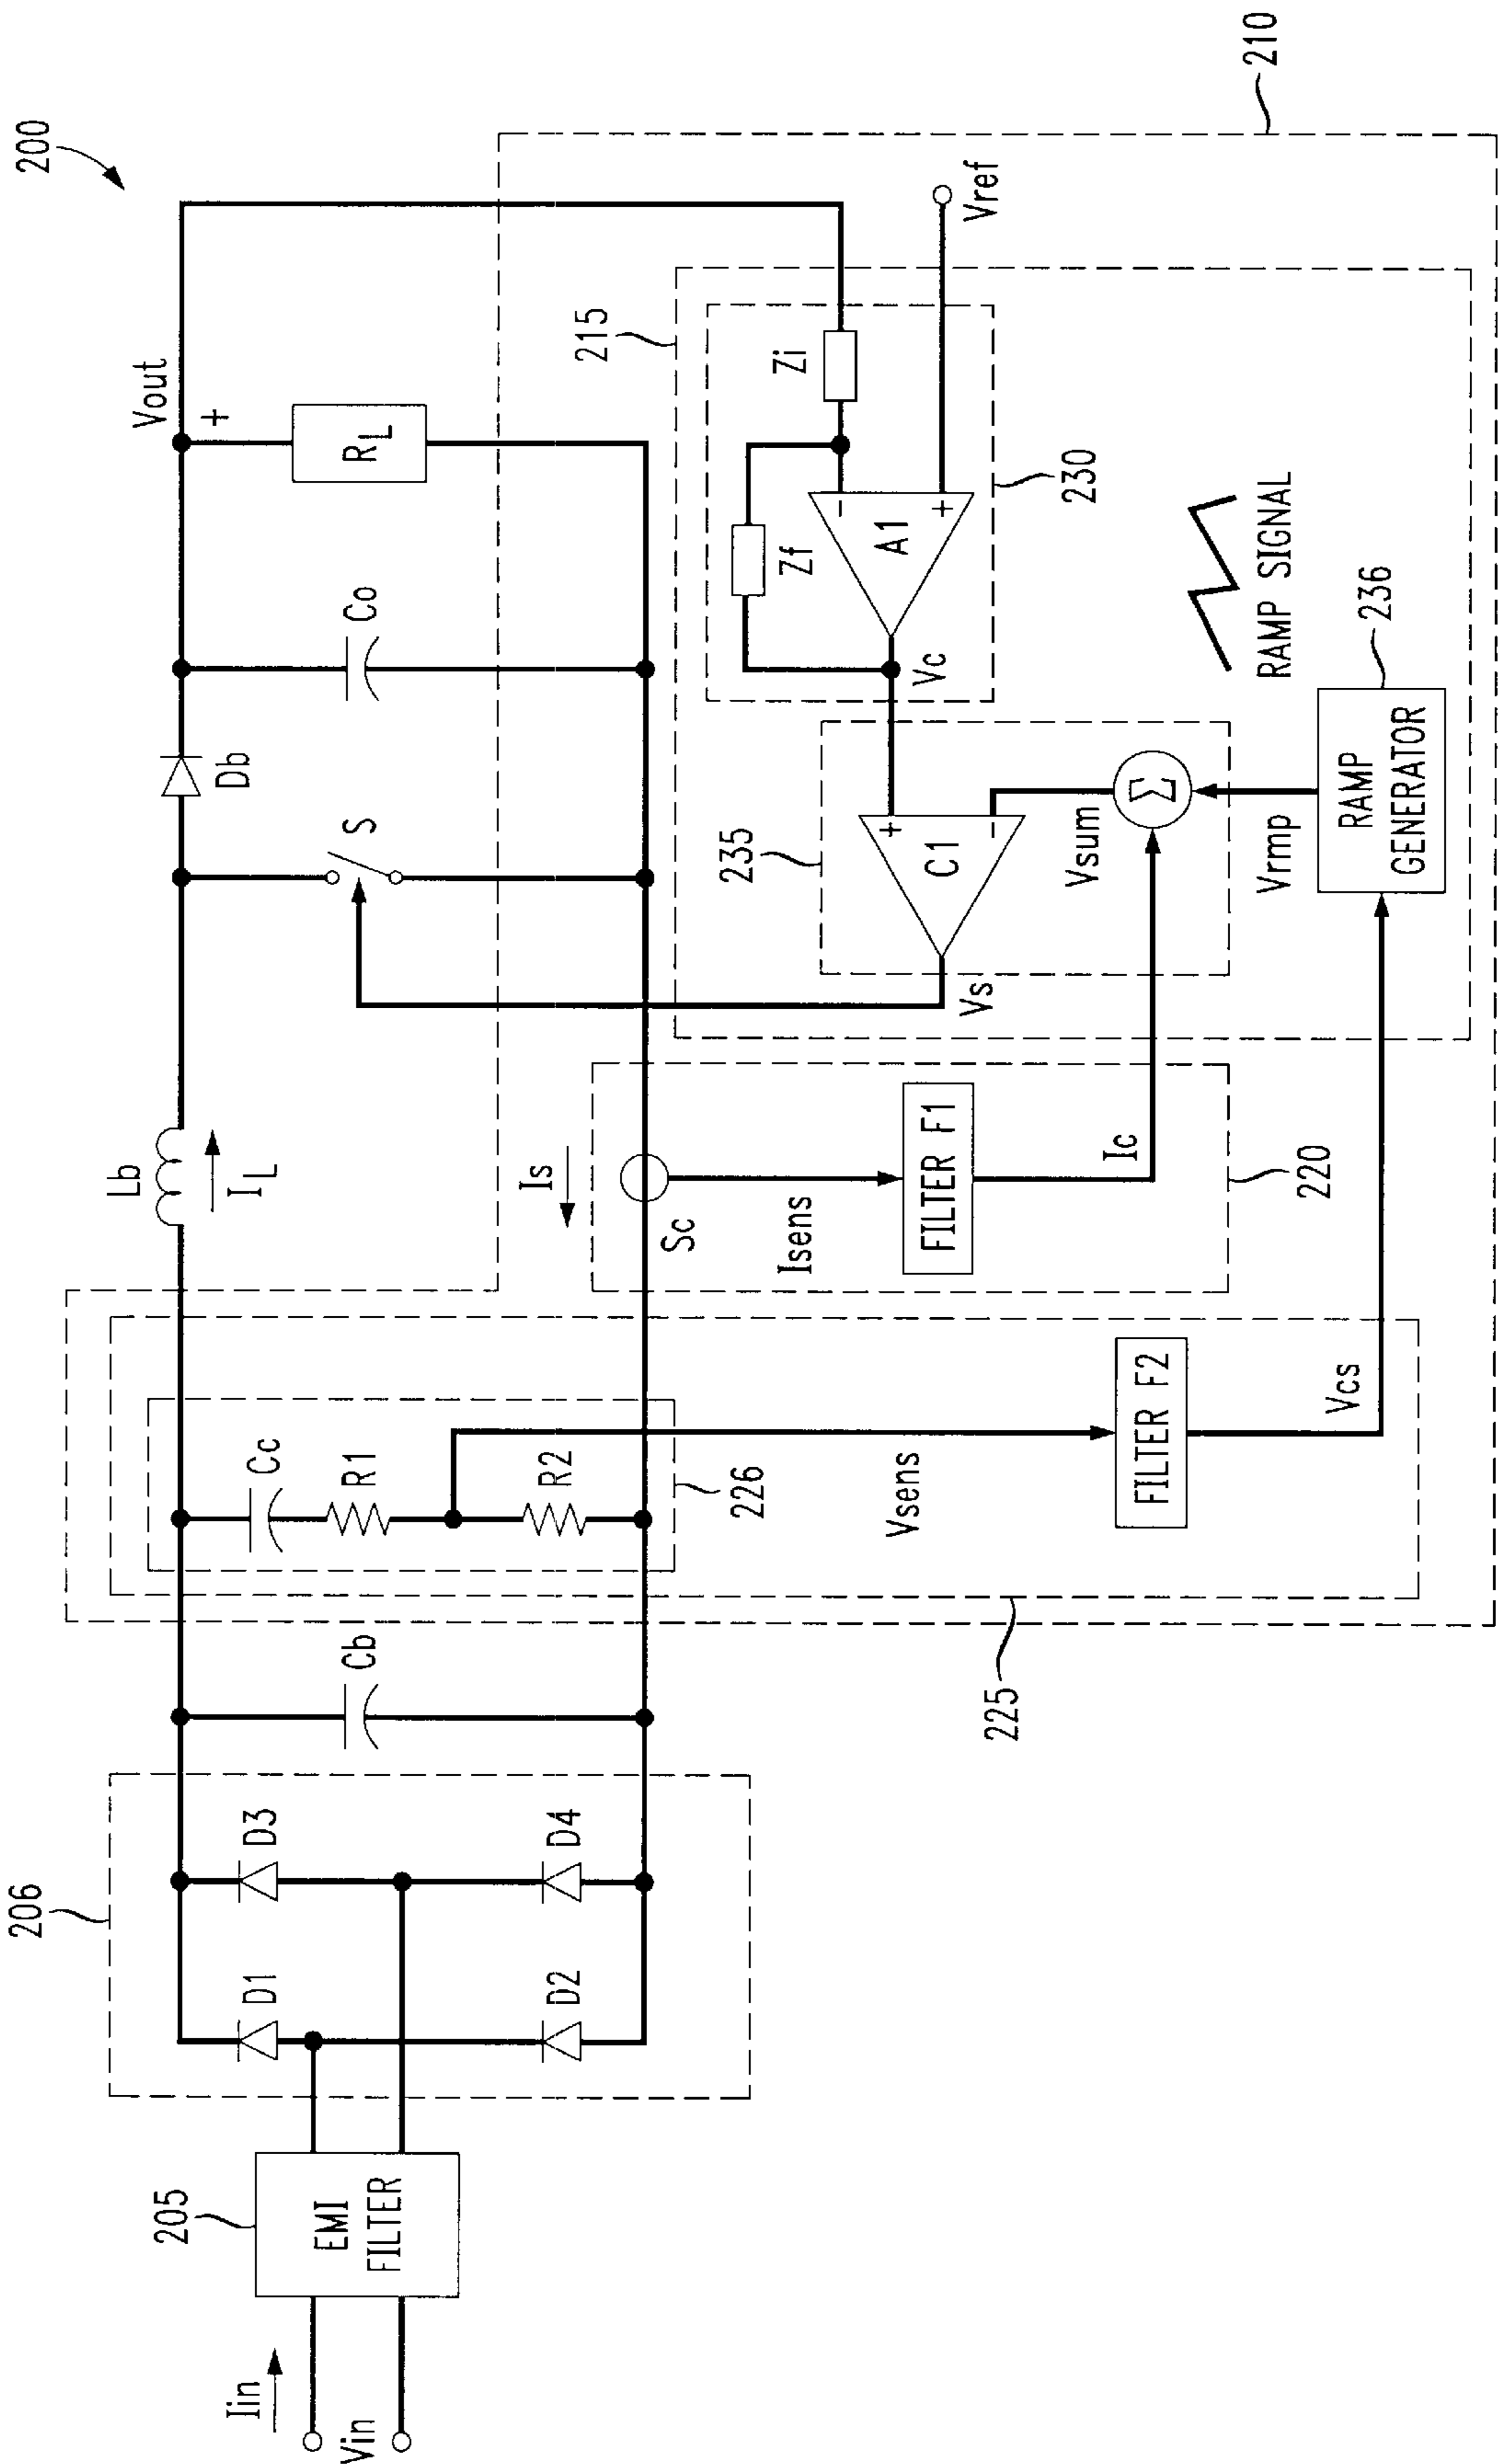 200
206
205
EMI
FILTER
Iin
Vin
D1
D2
D3
D4
Cb
225
Cc
R1
R2
226
Vsens
FILTER F2
Vcs
Lb
IL
Is
Sc
Isens
FILTER F1
Ic
220
S
Db
Co
Vout
+
RL
215
Zi
Zf
-
+
A1
230
Vref
Vc
235
+
-
C1
Vs
Vsum
Σ
Vrmp
RAMP
GENERATOR
236
RAMP SIGNAL
210